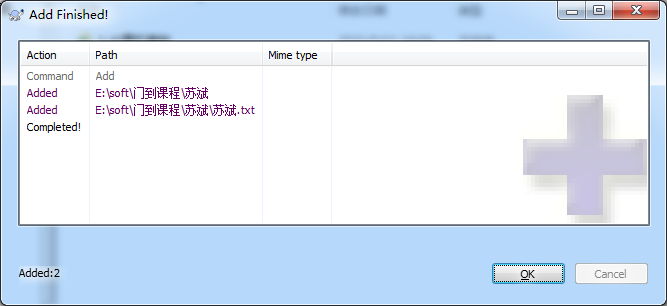 Add Finished!
Action Path Mime type
Command Add
Added E:\soft\门到课程\苏斌
Added E:\soft\门到课程\苏斌\苏斌.txt
Completed!
Added:2
OK Cancel